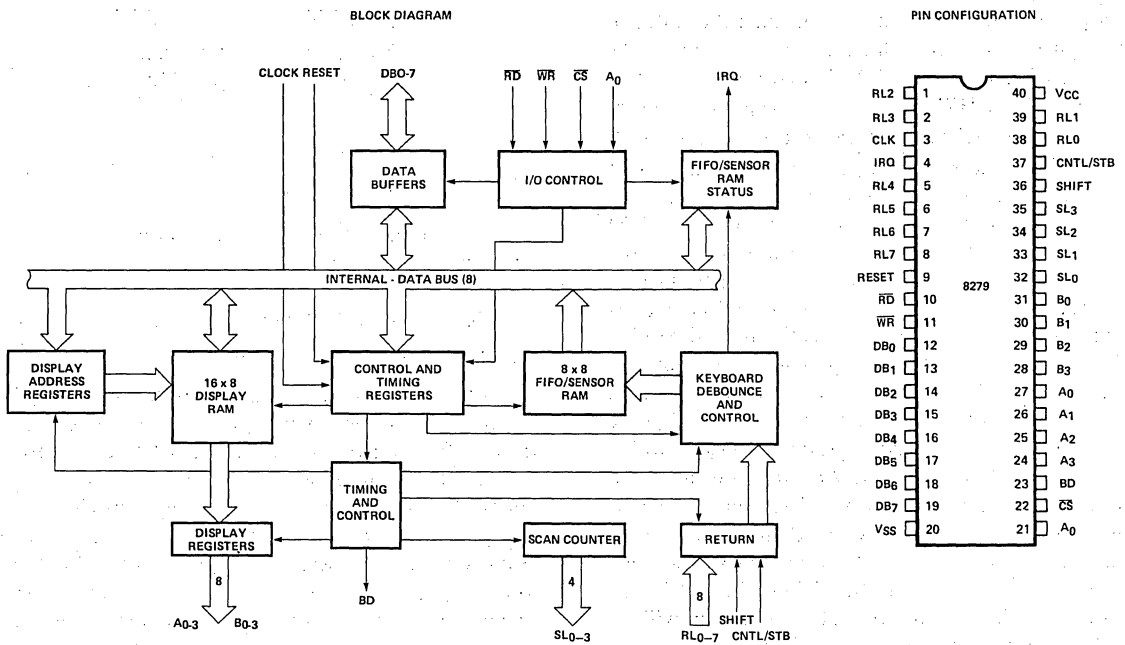 BLOCK DIAGRAM
CLOCK RESET
DBO-7
RD
WR
CS
A0
IRQ
DATA
BUFFERS
I/O CONTROL
FIFO/SENSOR
RAM
STATUS
INTERNAL - DATA BUS (8)
DISPLAY
ADDRESS
REGISTERS
16 x 8
DISPLAY
RAM
CONTROL AND
TIMING
REGISTERS
8 x 8
FIFO/SENSOR
RAM
KEYBOARD
DEBOUNCE
AND
CONTROL
TIMING
AND
CONTROL
DISPLAY
REGISTERS
SCAN COUNTER
RETURN
8
4
8
BD
A0-3
B0-3
SL0–3
RL0–7
SHIFT
CNTL/STB
PIN CONFIGURATION
8279
RL2 1 40 VCC
RL3 2 39 RL1
CLK 3 38 RL0
IRQ 4 37 CNTL/STB
RL4 5 36 SHIFT
RL5 6 35 SL3
RL6 7 34 SL2
RL7 8 33 SL1
RESET 9 32 SL0
RD 10 31 B0
WR 11 30 B1
DB0 12 29 B2
DB1 13 28 B3
DB2 14 27 A0
DB3 15 26 A1
DB4 16 25 A2
DB5 17 24 A3
DB6 18 23 BD
DB7 19 22 CS
VSS 20 21 A0